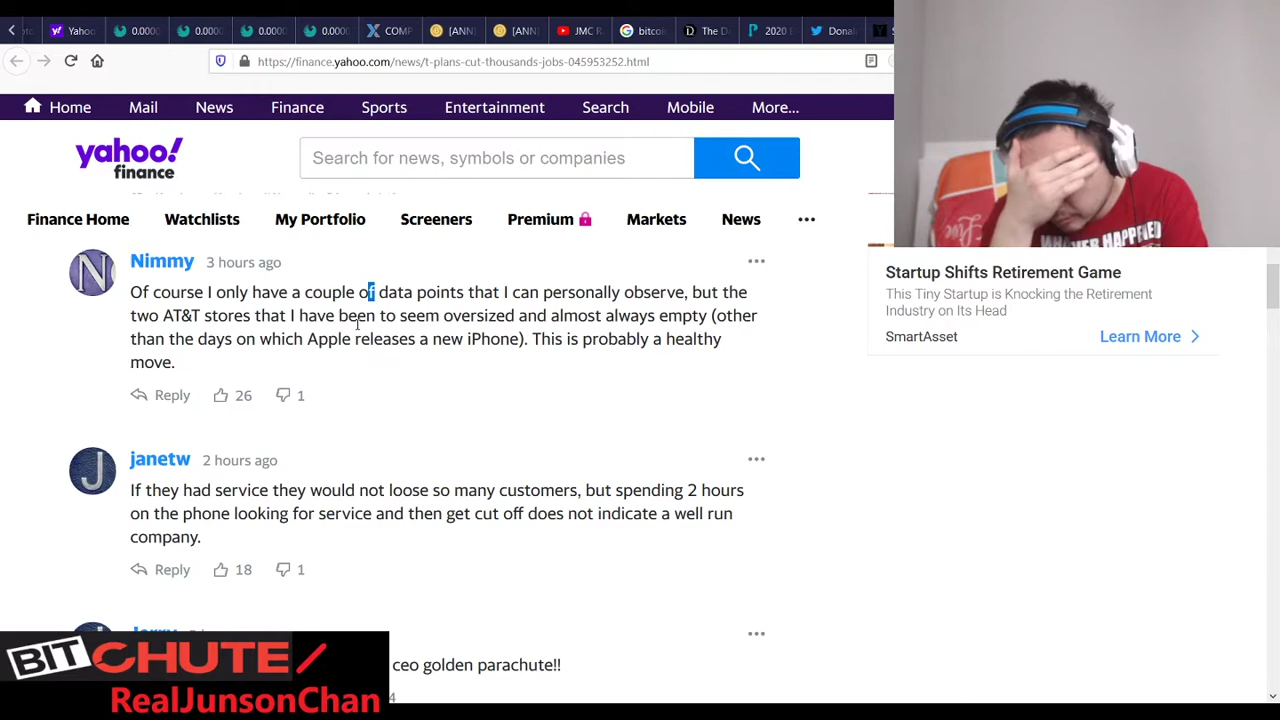 Yahoo 0.0000 0.0000 0.0000 0.0000 COMP [ANN] [ANN] JMC R bitcoi The D 2020 E Donal
https://finance.yahoo.com/news/t-plans-cut-thousands-jobs-045953252.html
Home Mail News Finance Sports Entertainment Search Mobile More...
yahoo!
finance
Search for news, symbols or companies
Finance Home Watchlists My Portfolio Screeners Premium Markets News
Live
WHATEVER HAPPENED
Nimmy 3 hours ago
Of course I only have a couple of data points that I can personally observe, but the
two AT&T stores that I have been to seem oversized and almost always empty (other
than the days on which Apple releases a new iPhone). This is probably a healthy
move.
Reply 26 1
janetw 2 hours ago
If they had service they would not loose so many customers, but spending 2 hours
on the phone looking for service and then get cut off does not indicate a well run
company.
Reply 18 1
ceo golden parachute!!
Startup Shifts Retirement Game
This Tiny Startup is Knocking the Retirement
Industry on Its Head
SmartAsset Learn More
BITCHUTE/
RealJunsonChan